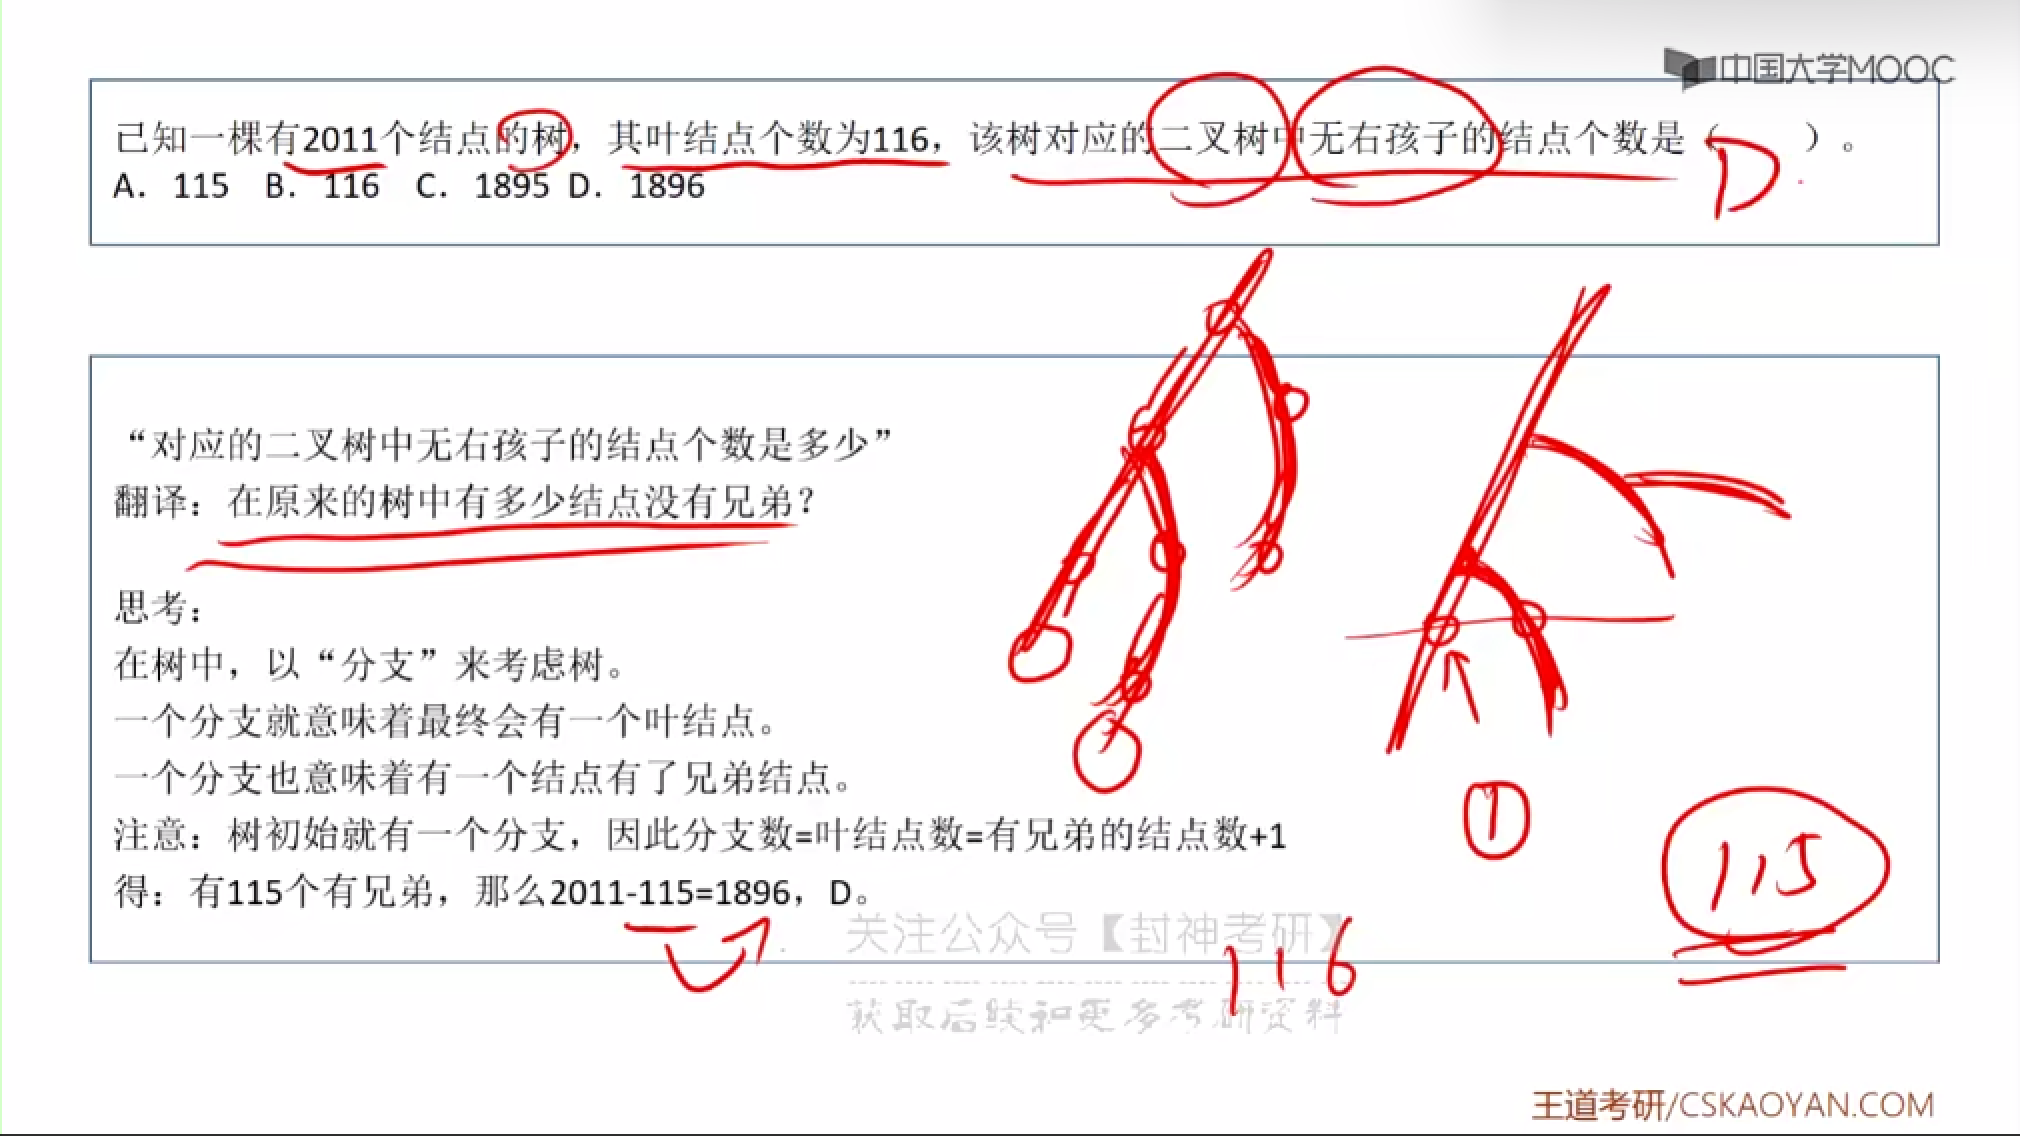 中国大学MOOC
已知一棵有2011个结点的树，其叶结点个数为116，该树对应的二叉树中无右孩子的结点个数是（ ）。
D
A. 115 B. 116 C. 1895 D. 1896
“对应的二叉树中无右孩子的结点个数是多少”
翻译：在原来的树中有多少结点没有兄弟？
思考：
在树中，以“分支”来考虑树。
一个分支就意味着最终会有一个叶结点。
一个分支也意味着有一个结点有了兄弟结点。
注意：树初始就有一个分支，因此分支数=叶结点数=有兄弟的结点数+1
①
115
得：有115个有兄弟，那么2011-115=1896，D。
关注公众号【封神考研】
116
获取后续和更多考研资料
王道考研/CSKAOYAN.COM